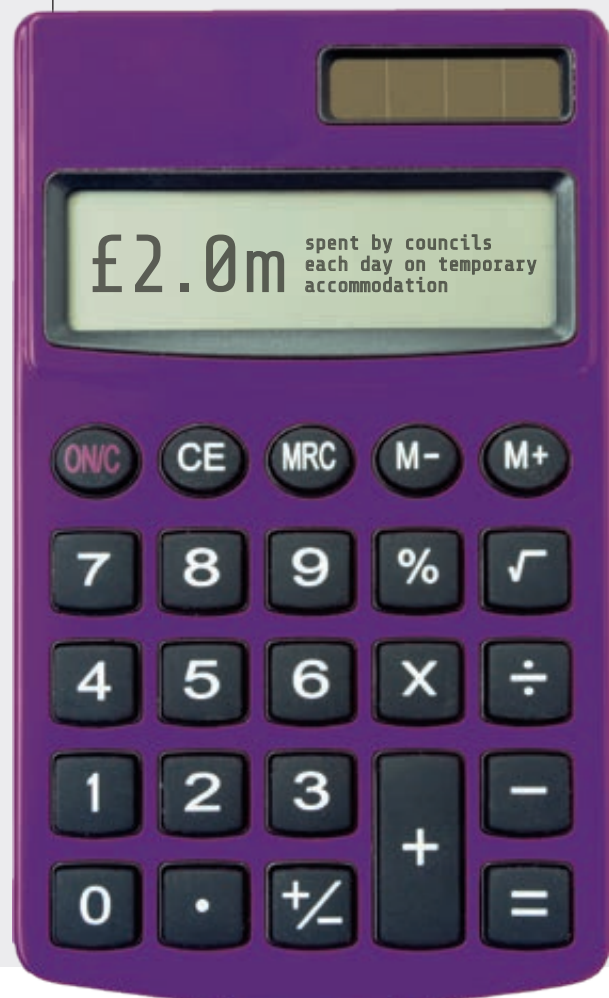 £2.0m
spent by councils
each day on temporary
accommodation
ON/C CE MRC M- M+
7 8 9 % √
4 5 6 X ÷
1 2 3 + −
0 . +/− =